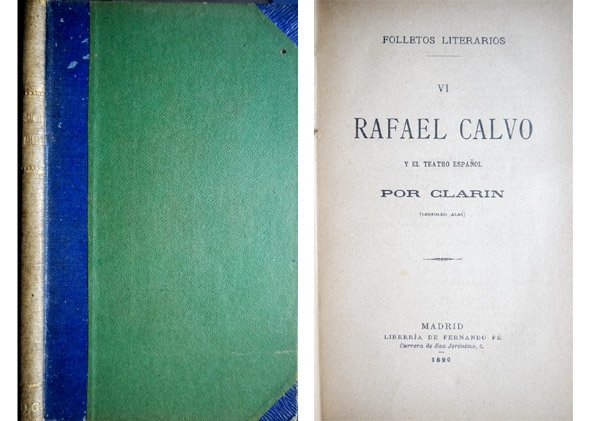 FOLLETOS LITERARIOS
VI
RAFAEL CALVO
Y EL TEATRO ESPAÑOL
POR CLARIN
(LEOPOLDO ALAS)
MADRID
LIBRERÍA DE FERNANDO FÉ
Carrera de San Jerónimo, 2.
1890